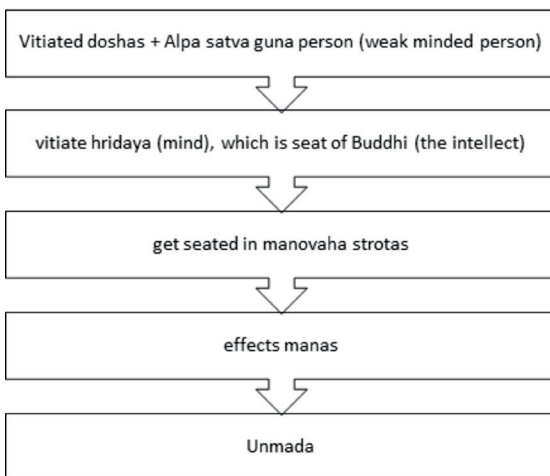 Vitiated doshas + Alpa satva guna person (weak minded person)
vitiate hridaya (mind), which is seat of Buddhi (the intellect)
get seated in manovaha strotas
effects manas
Unmada